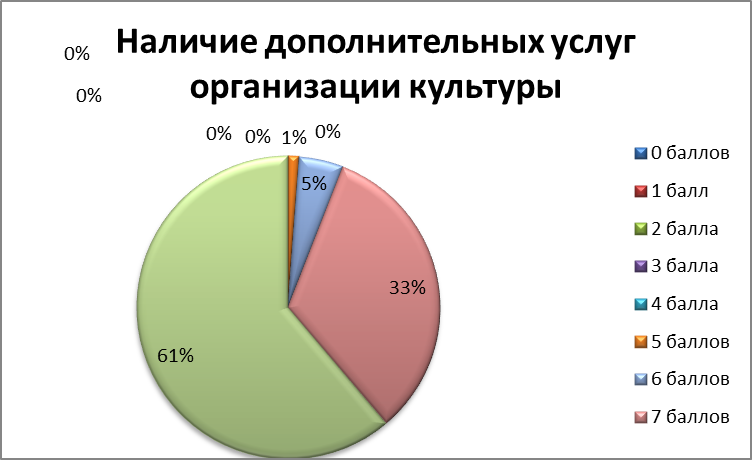 Наличие дополнительных услуг
организации культуры
0%
0%
0%
0%
1%
0%
5%
33%
61%
0 баллов
1 балл
2 балла
3 балла
4 балла
5 баллов
6 баллов
7 баллов